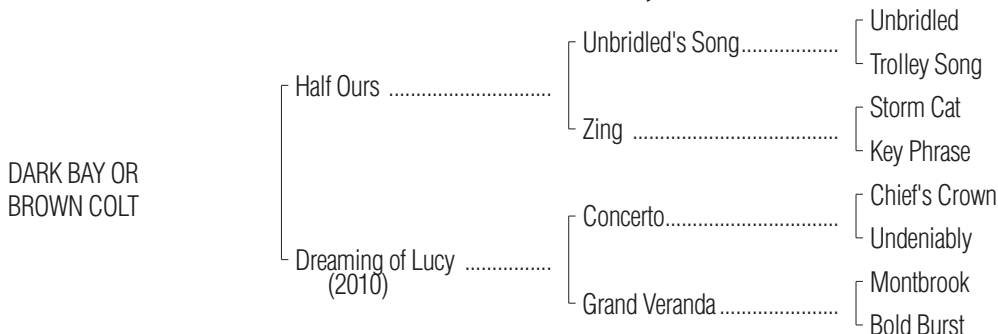 Unbridled
Unbridled's Song..................
Trolley Song
Half Ours ..............................
Storm Cat
Zing ......................................
Key Phrase
DARK BAY OR
BROWN COLT
Chief's Crown
Concerto................................
Undeniably
Dreaming of Lucy ................
(2010)
Montbrook
Grand Veranda......................
Bold Burst